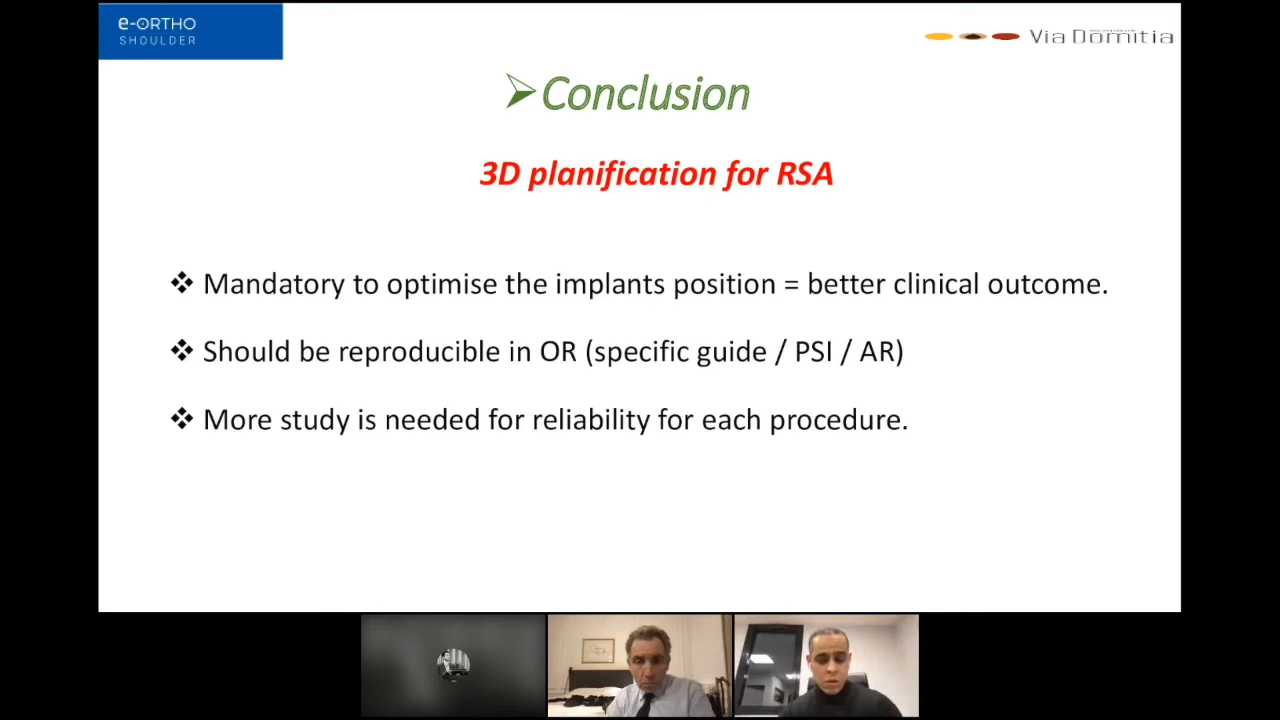 e-ORTHO
SHOULDER
Via Domitia
Conclusion
3D planification for RSA
Mandatory to optimise the implants position = better clinical outcome.
Should be reproducible in OR (specific guide / PSI / AR)
More study is needed for reliability for each procedure.